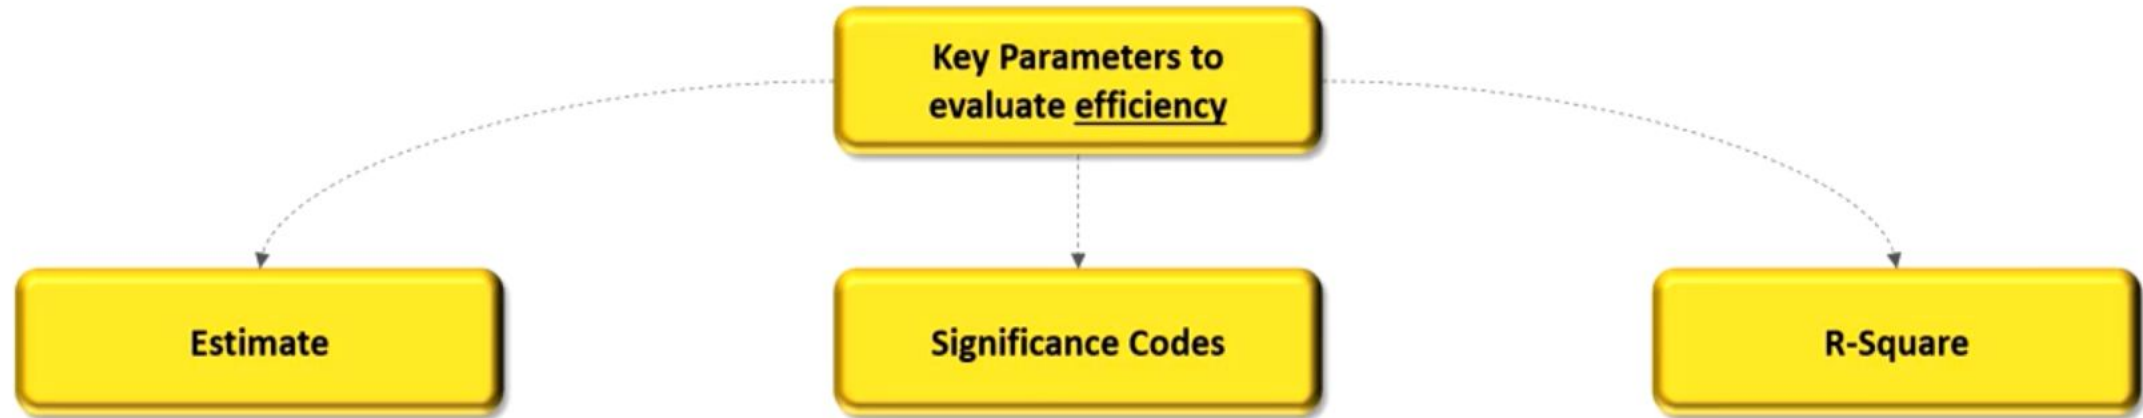 Key Parameters to
evaluate efficiency
Estimate
Significance Codes
R-Square